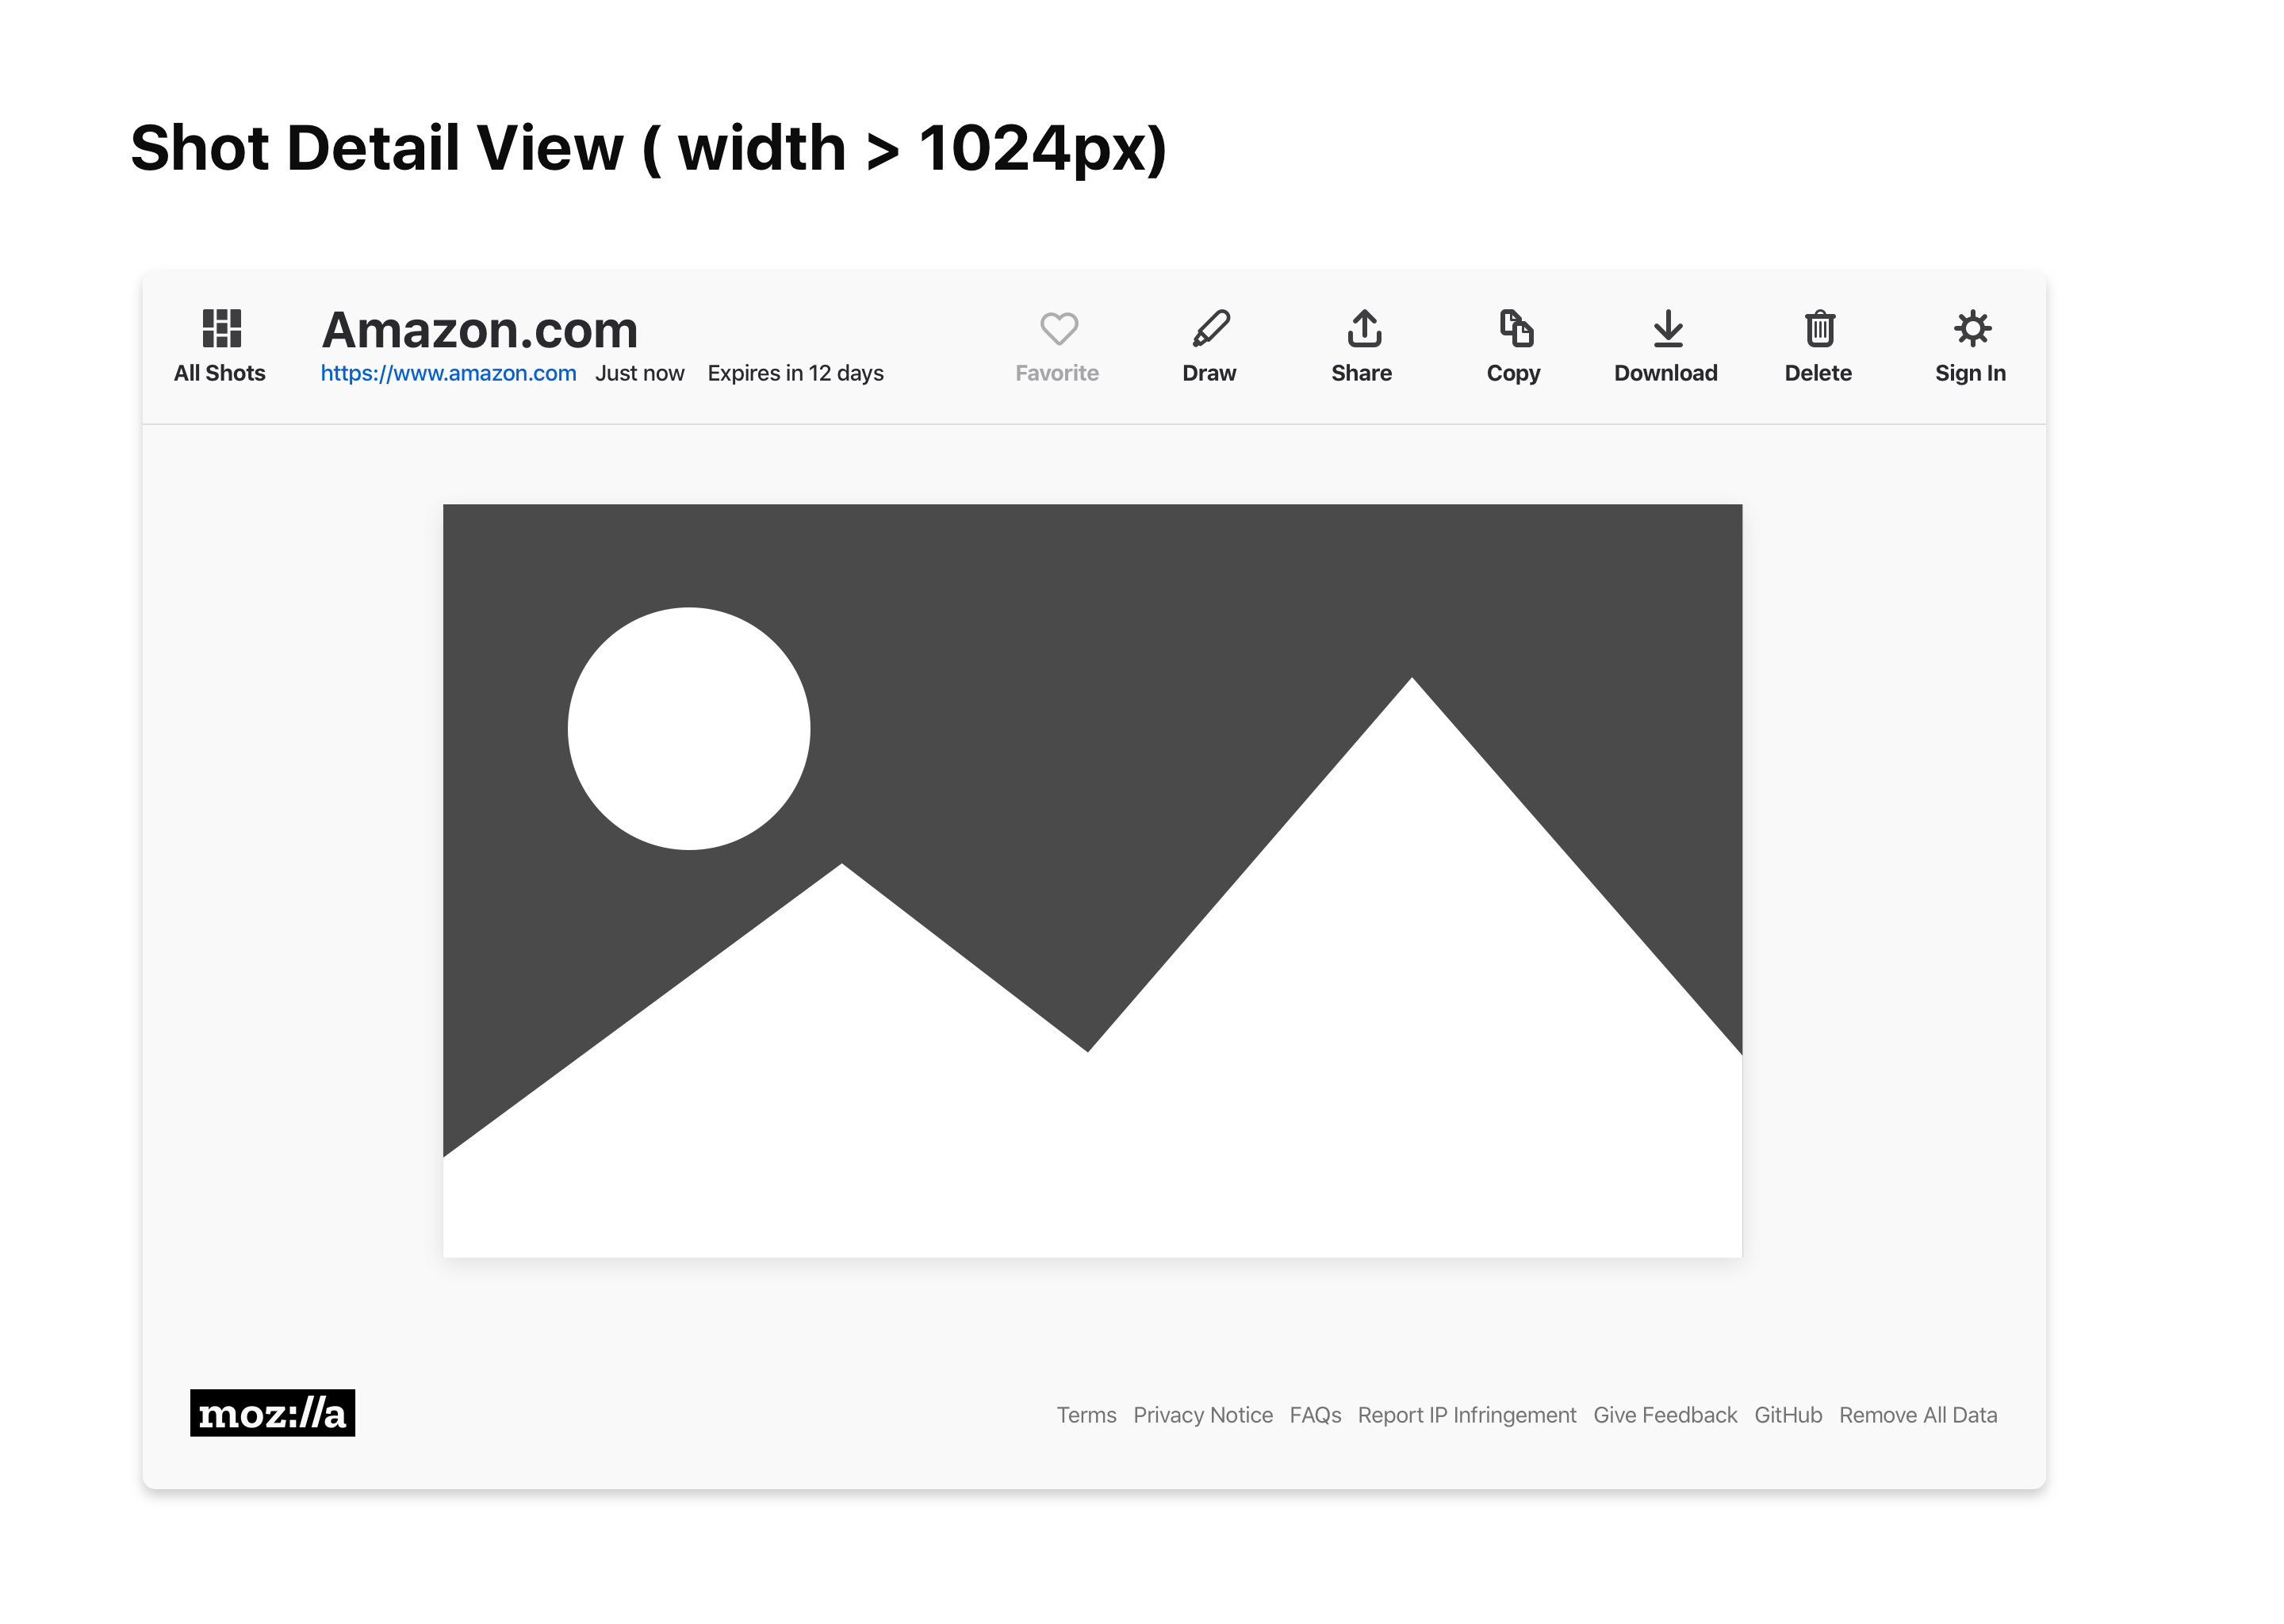 Shot Detail View ( width > 1024px)
Amazon.com
All Shots https://www.amazon.com Just now Expires in 12 days Favorite Draw Share Copy Download Delete Sign In
moz://a Terms Privacy Notice FAQs Report IP Infringement Give Feedback GitHub Remove All Data